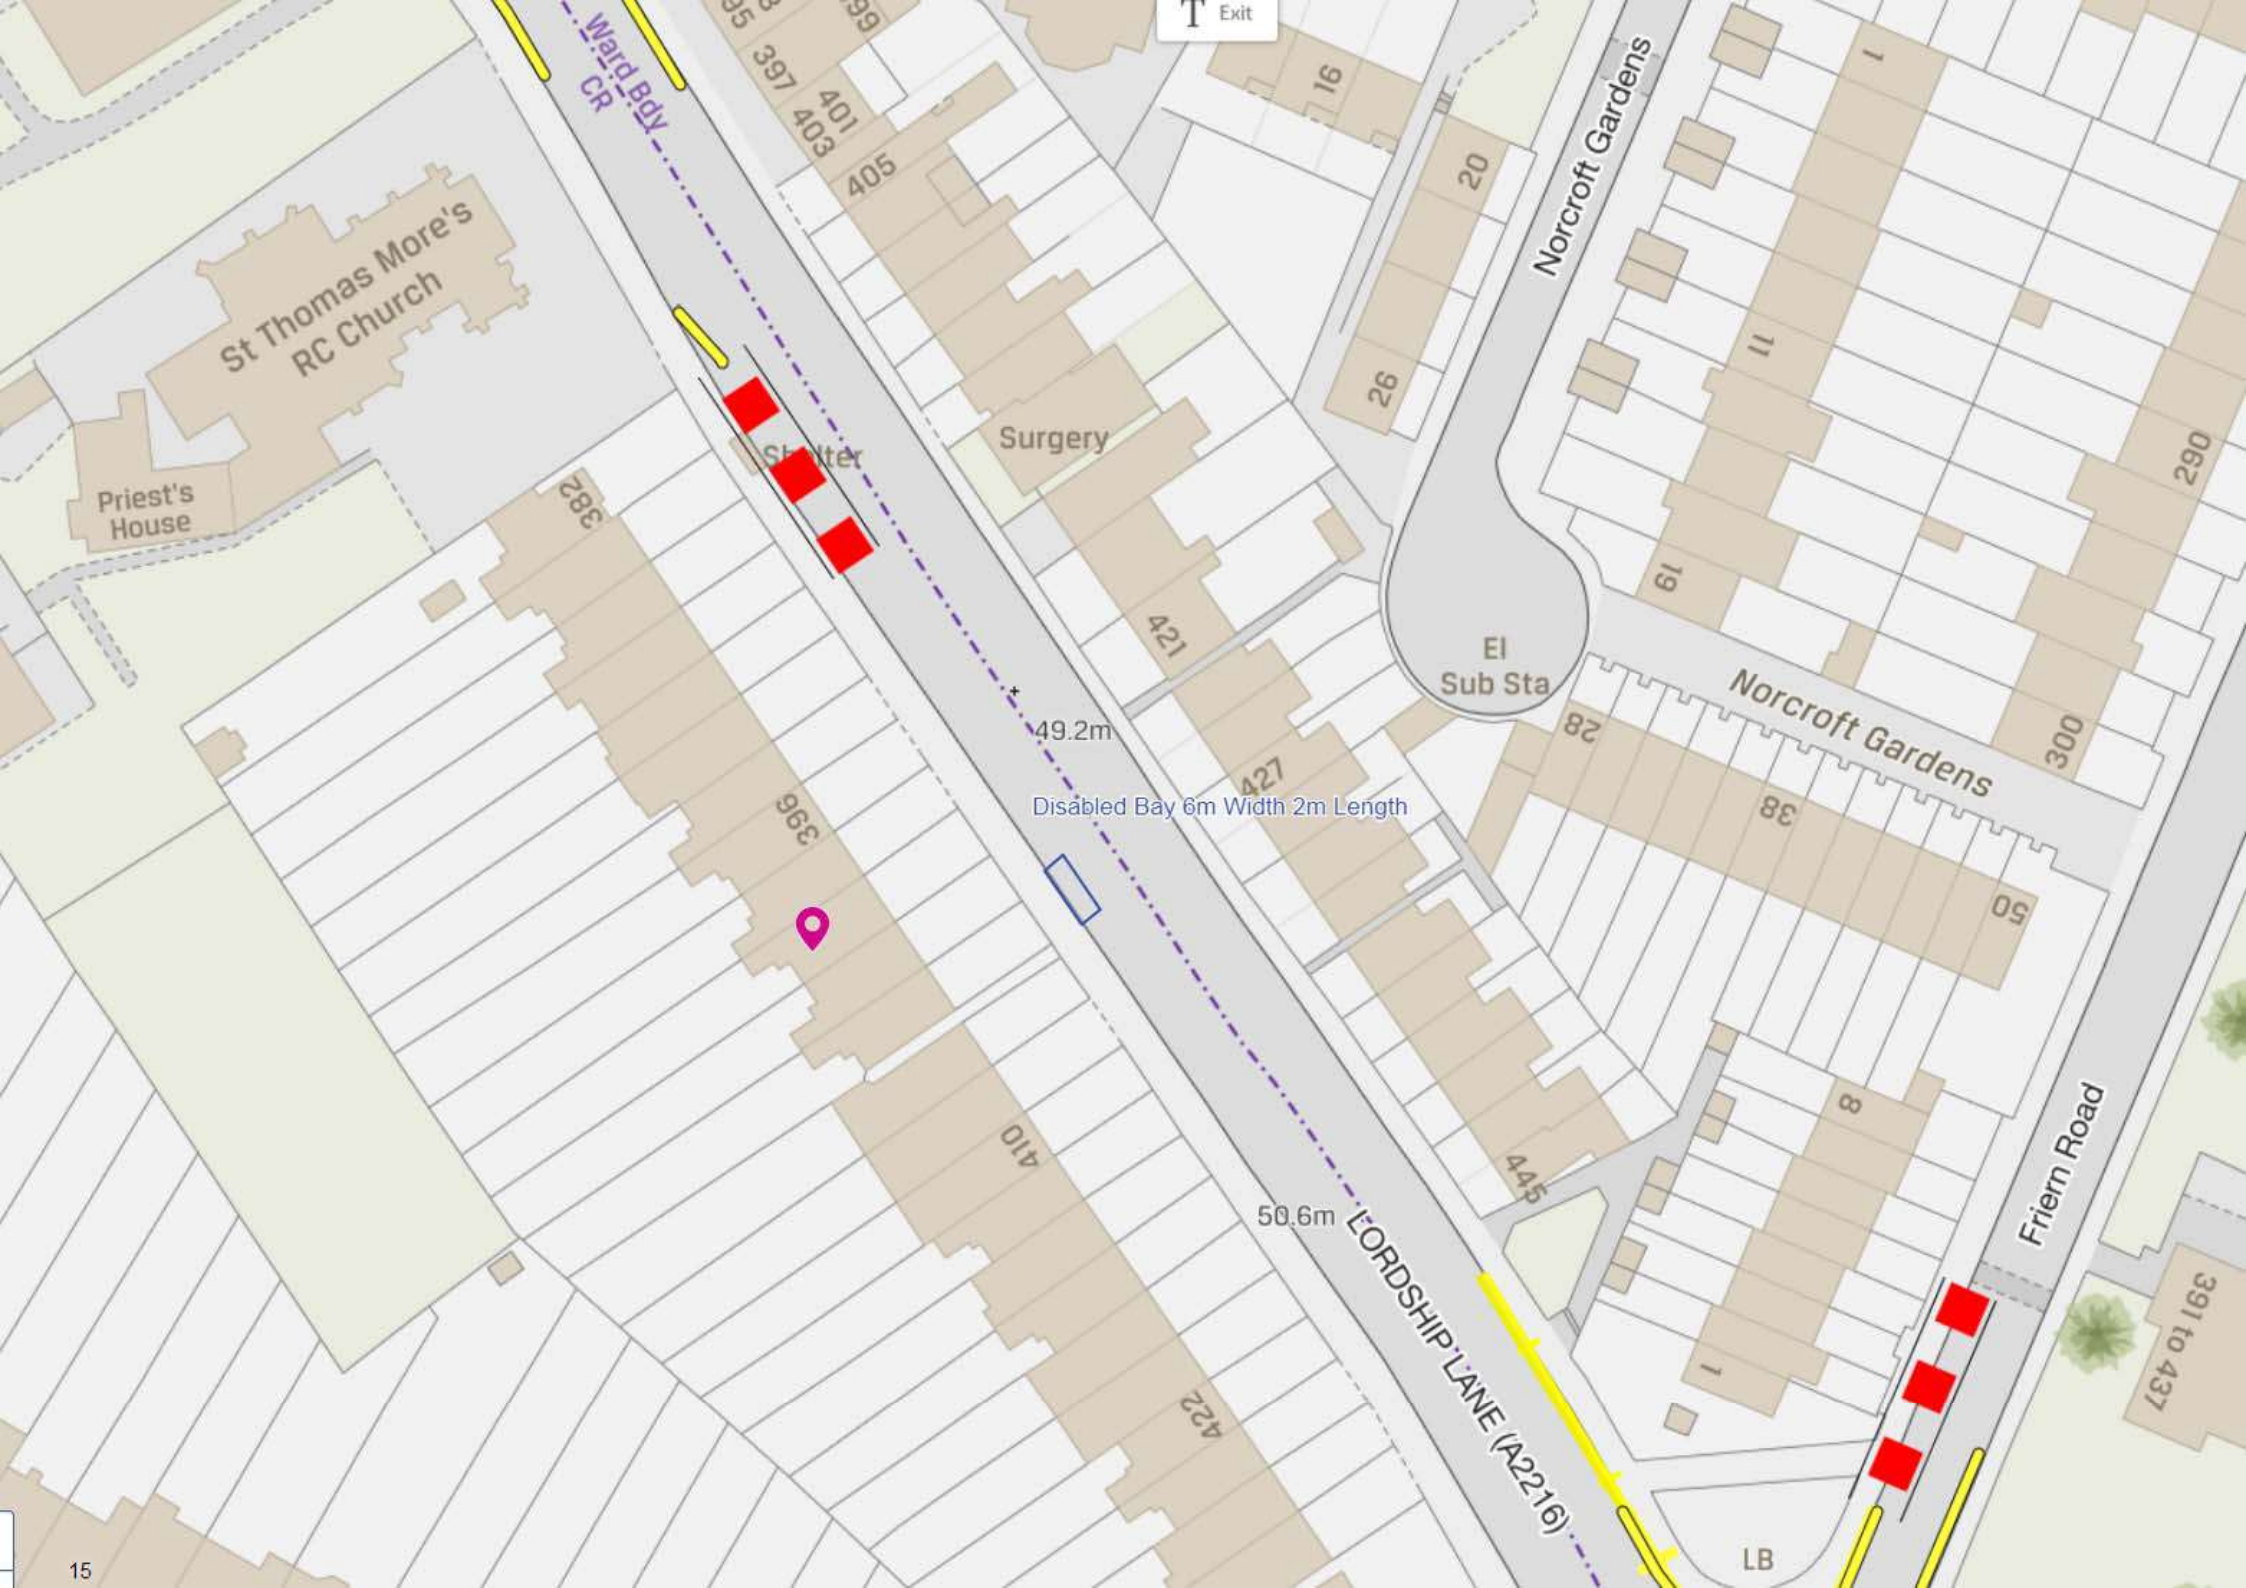 T Exit
Ward Bdy
CR
95
99
397
401
403
405
16
20
26
Norcroft Gardens
1
11
19
290
300
St Thomas More's
RC Church
Priest's
House
Shelter
Surgery
382
421
El
Sub Sta
Norcroft Gardens
28
38
50
49.2m
427
396
Disabled Bay 6m Width 2m Length
8
410
445
50.6m
LORDSHIP LANE (A2216)
Friern Road
391 to 437
1
422
LB
15